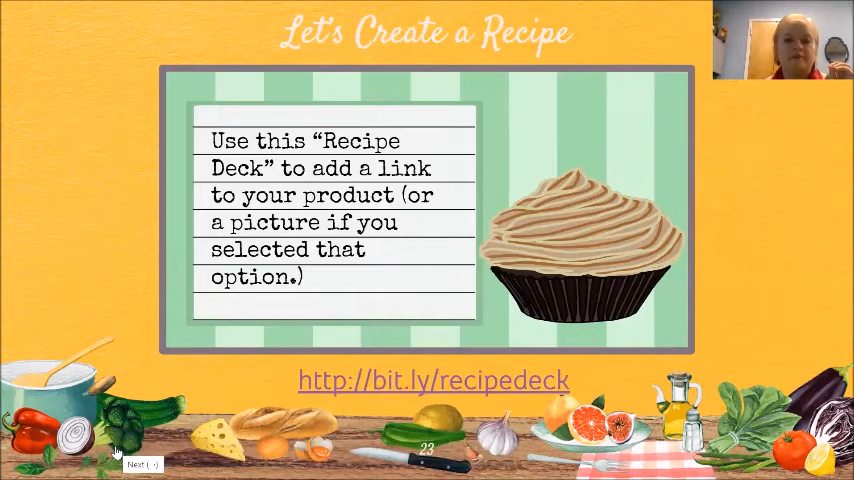 Let's Create a Recipe
Use this “Recipe
Deck” to add a link
to your product (or
a picture if you
selected that
option.)
http://bit.ly/recipedeck
23